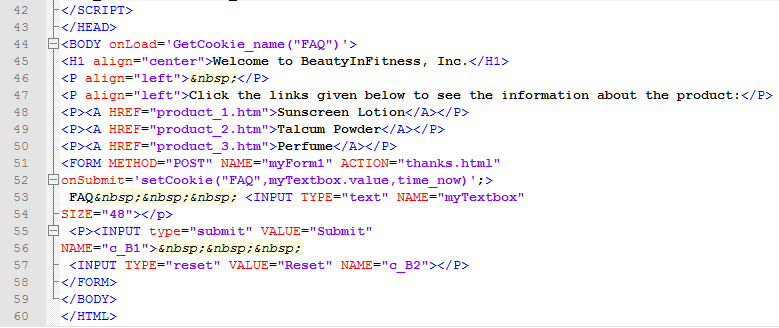 42 </SCRIPT>
43 </HEAD>
44 <BODY onLoad='GetCookie_name("FAQ")'>
45 <H1 align="center">Welcome to BeautyInFitness, Inc.</H1>
46 <P align="left">&nbsp;</P>
47 <P align="left">Click the links given below to see the information about the product:</P>
48 <P><A HREF="product_1.htm">Sunscreen Lotion</A></P>
49 <P><A HREF="product_2.htm">Talcum Powder</A></P>
50 <P><A HREF="product_3.htm">Perfume</A></P>
51 <FORM METHOD="POST" NAME="myForm1" ACTION="thanks.html"
52 onSubmit='setCookie("FAQ",myTextbox.value,time_now)';>
53 FAQ&nbsp;&nbsp;&nbsp; <INPUT TYPE="text" NAME="myTextbox"
54 SIZE="48"></p>
55 <P><INPUT type="submit" VALUE="Submit"
56 NAME="c_B1">&nbsp;&nbsp;&nbsp;
57 <INPUT TYPE="reset" VALUE="Reset" NAME="c_B2"></P>
58 </FORM>
59 </BODY>
60 </HTML>